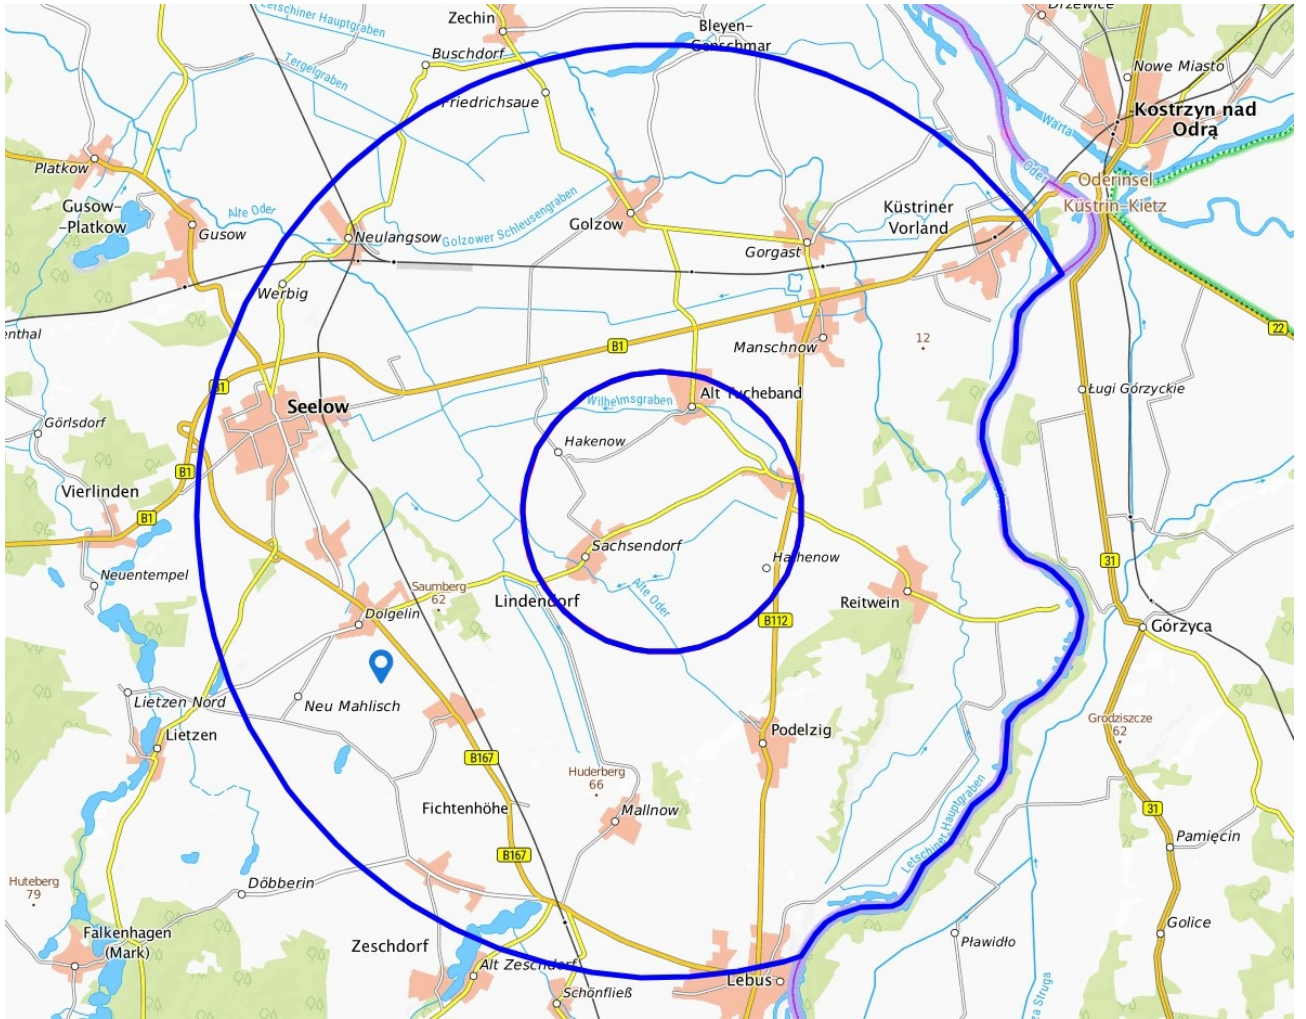 Letschiner Hauptgraben
Zechin
Bleyen-
Genschmar
Drzewice
Buschdorf
Tergelgraben
Nowe Miasto
Friedrichsaue
Kostrzyn nad
Odrą
Warta
Platkow
Oder
Oderinsel
Küstrin-Kietz
Gusow-
-Platkow
Alte Oder
Gusow
Golzower Schleusengraben
Golzow
Küstriner
Vorland
Neulangsow
Gorgast
Werbig
enthal
22
B1
Manschnow
12
B1
Seelow
Alt Tucheband
Wilhelmsgraben
Ługi Górzyckie
Görlsdorf
Hakenow
B1
Vierlinden
B1
Sachsendorf
Hathenow
31
Neuentempel
Saumberg
62
Lindendorf
Alte Oder
Reitwein
Dolgelin
B112
Górzyca
Lietzen Nord
Neu Mahlisch
Lietzen
Podelzig
Grodziszcze
62
B167
Huderberg
66
Fichtenhöhe
Mallnow
Letschiner Hauptgraben
31
Pamięcin
B167
Huteberg
79
Döbberin
Golice
Falkenhagen
(Mark)
Zeschdorf
Pławidło
Alt Zeschdorf
Lebus
Schönfließ
za Struga